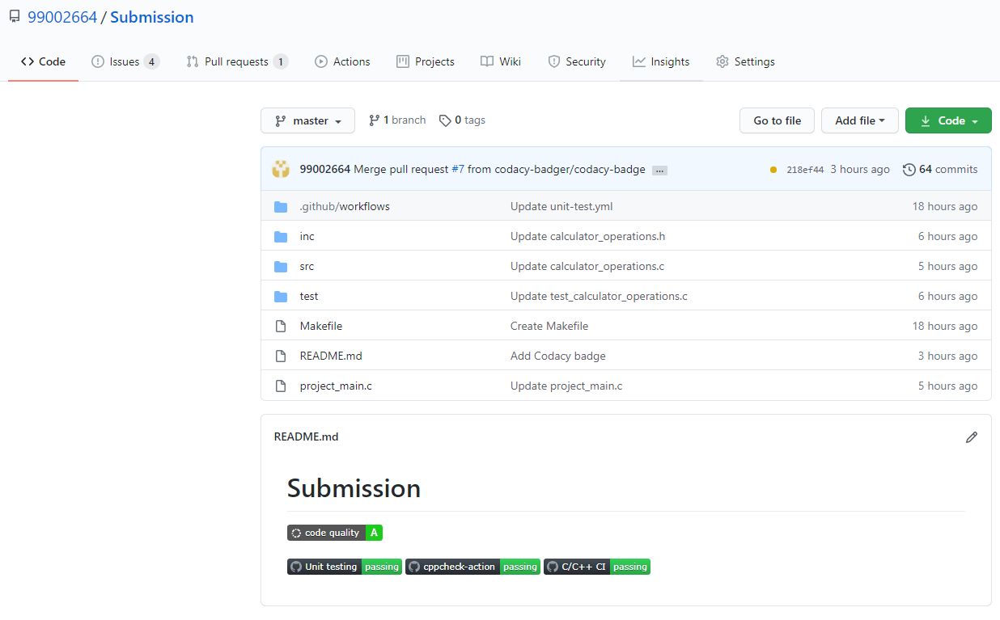 99002664 / Submission
Code Issues 4 Pull requests 1 Actions Projects Wiki Security Insights Settings
master 1 branch 0 tags Go to file Add file Code
99002664 Merge pull request #7 from codacy-badger/codacy-badge ... 218ef44 3 hours ago 64 commits
.github/workflows Update unit-test.yml 18 hours ago
inc Update calculator_operations.h 6 hours ago
src Update calculator_operations.c 5 hours ago
test Update test_calculator_operations.c 6 hours ago
Makefile Create Makefile 18 hours ago
README.md Add Codacy badge 3 hours ago
project_main.c Update project_main.c 5 hours ago
README.md
Submission
code quality A
Unit testing passing cppcheck-action passing C/C++ CI passing